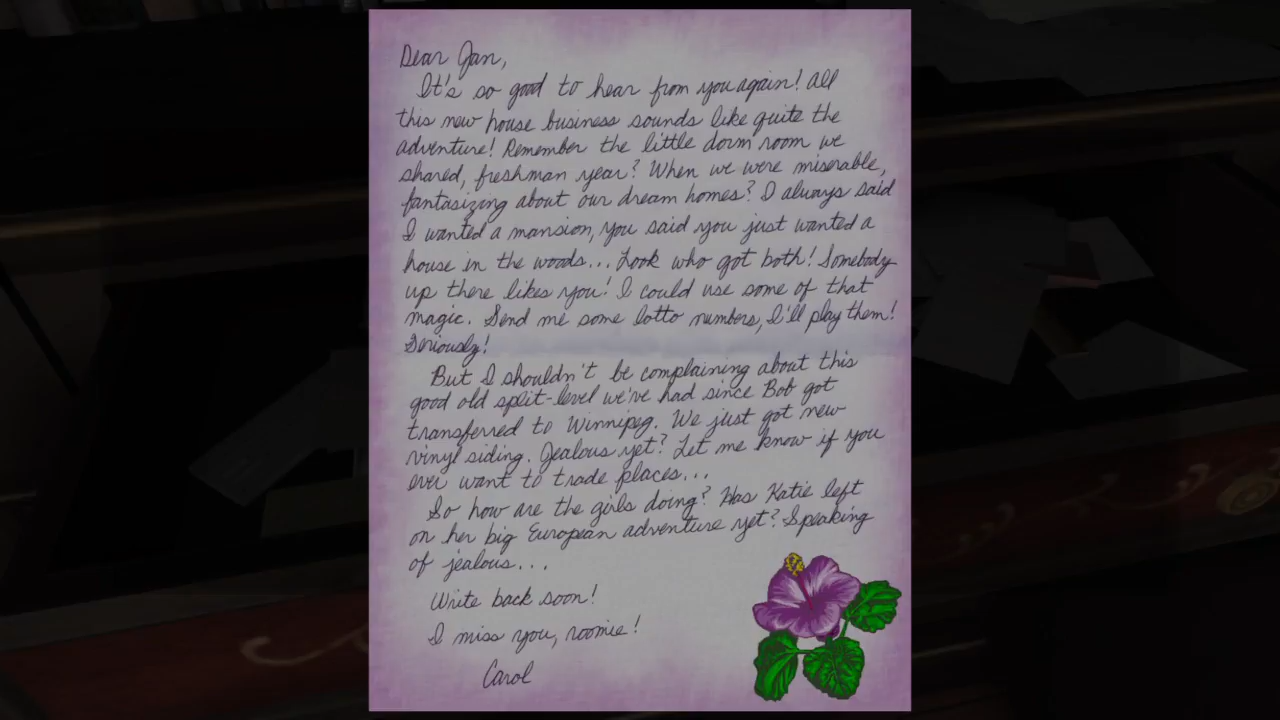 Dear Jan,
It's so good to hear from you again! All
this new house business sounds like quite the
adventure! Remember the little dorm room we
shared, freshman year? When we were miserable,
fantasizing about our dream homes? I always said
I wanted a mansion, you said you just wanted a
house in the woods... Look who got both! Somebody
up there likes you! I could use some of that
magic. Send me some lotto numbers, I'll play them!
Seriously!
But I shouldn't be complaining about this
good old split-level we've had since Bob got
transferred to Winnipeg. We just got new
vinyl siding. Jealous yet? Let me know if you
ever want to trade places...
So how are the girls doing? Has Katie left
on her big European adventure yet? Speaking
of jealous...
Write back soon!
I miss you, roomie!
Carol